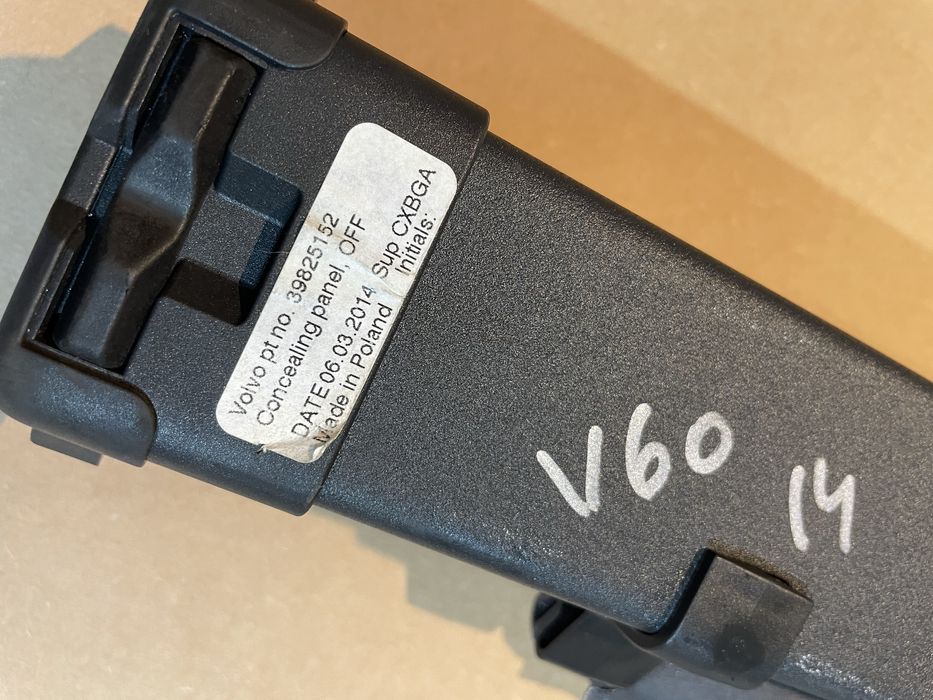 Volvo pt no. 39825152
Concealing panel, OFF
DATE 06.03.2014 Sup CXBGA
Made in Poland Initials:
V60
14